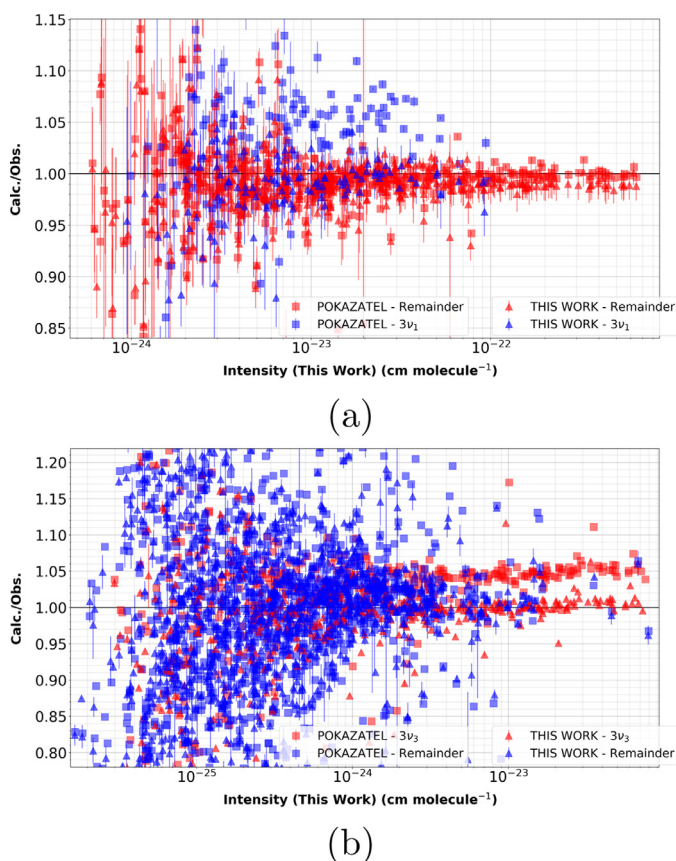 1.15
1.10
1.05
1.00
0.95
0.90
0.85
Calc./Obs.
POKAZATEL - Remainder
POKAZATEL - 3ν₁
THIS WORK - Remainder
THIS WORK - 3ν₁
10⁻²⁴ 10⁻²³ 10⁻²²
Intensity (This Work) (cm molecule⁻¹)
(a)
1.20
1.15
1.10
1.05
1.00
0.95
0.90
0.85
0.80
Calc./Obs.
POKAZATEL - 3ν₃
POKAZATEL - Remainder
THIS WORK - 3ν₃
THIS WORK - Remainder
10⁻²⁵ 10⁻²⁴ 10⁻²³
Intensity (This Work) (cm molecule⁻¹)
(b)